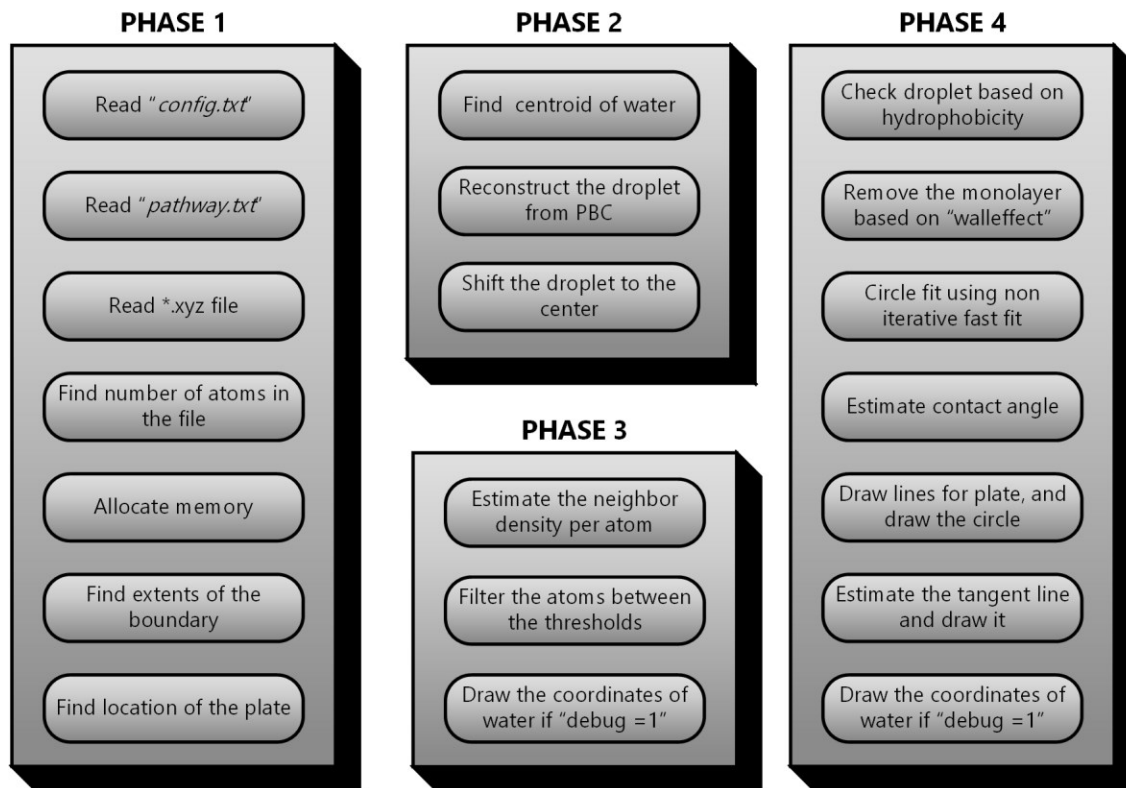 PHASE 1
Read "config.txt"
Read "pathway.txt"
Read *.xyz file
Find number of atoms in
the file
Allocate memory
Find extents of the
boundary
Find location of the plate
PHASE 2
Find centroid of water
Reconstruct the droplet
from PBC
Shift the droplet to the
center
PHASE 3
Estimate the neighbor
density per atom
Filter the atoms between
the thresholds
Draw the coordinates of
water if “debug =1”
PHASE 4
Check droplet based on
hydrophobicity
Remove the monolayer
based on “walleffect”
Circle fit using non
iterative fast fit
Estimate contact angle
Draw lines for plate, and
draw the circle
Estimate the tangent line
and draw it
Draw the coordinates of
water if “debug =1”